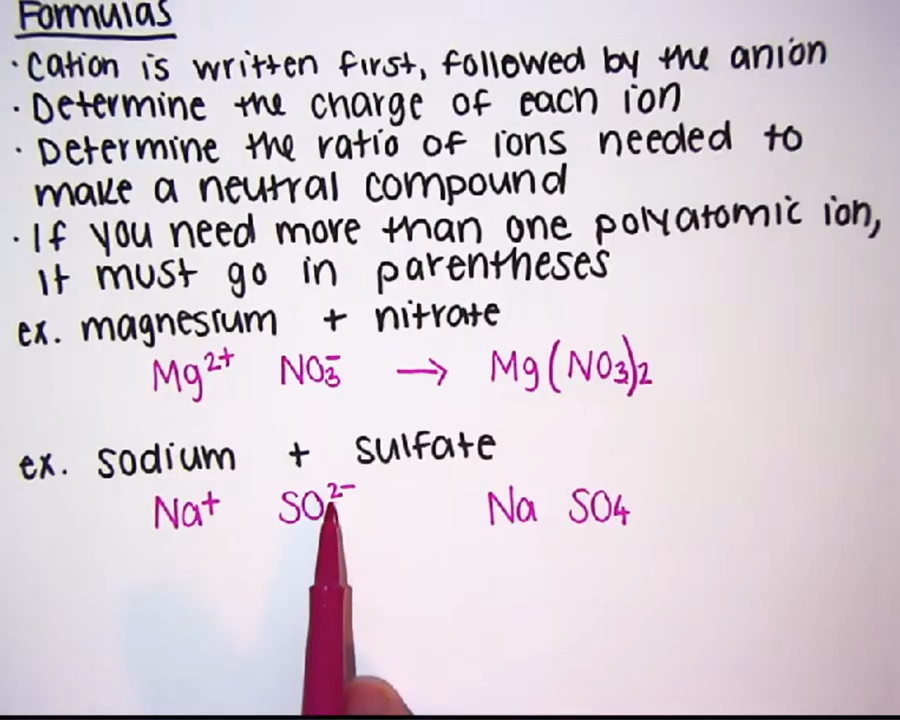 Formulas
· Cation is written first, followed by the anion
· Determine the charge of each ion
· Determine the ratio of ions needed to
make a neutral compound
· If you need more than one polyatomic ion,
it must go in parentheses
ex. magnesium + nitrate
Mg²⁺ NO₃⁻ → Mg(NO₃)₂
ex. sodium + sulfate
Na⁺ SO²⁻ Na SO₄